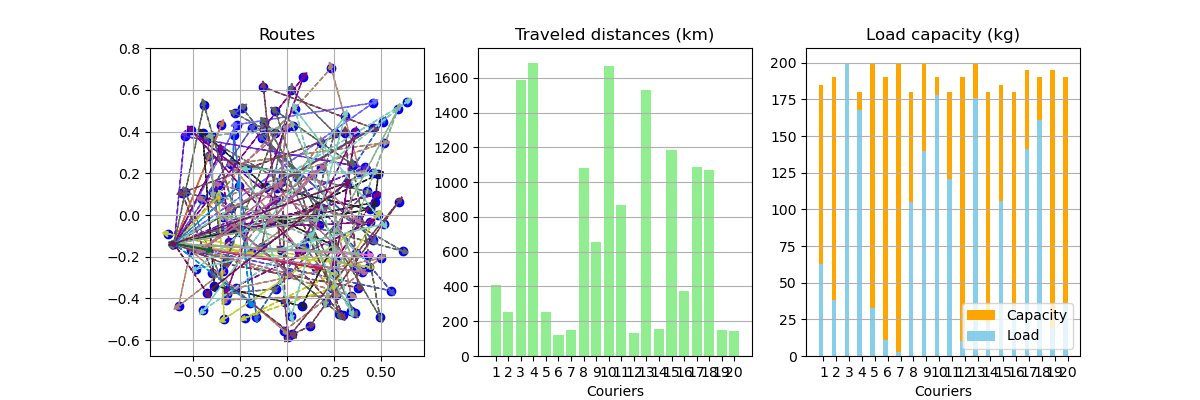 Routes
0.8
0.6
0.4
0.2
0.0
−0.2
−0.4
−0.6
−0.50 −0.25 0.00 0.25 0.50
Traveled distances (km)
1600
1400
1200
1000
800
600
400
200
0
1 2 3 4 5 6 7 8 9 10 11 12 13 14 15 16 17 18 19 20
Couriers
Load capacity (kg)
200
175
150
125
100
75
50
25
0
Capacity
Load
1 2 3 4 5 6 7 8 9 10 11 12 13 14 15 16 17 18 19 20
Couriers